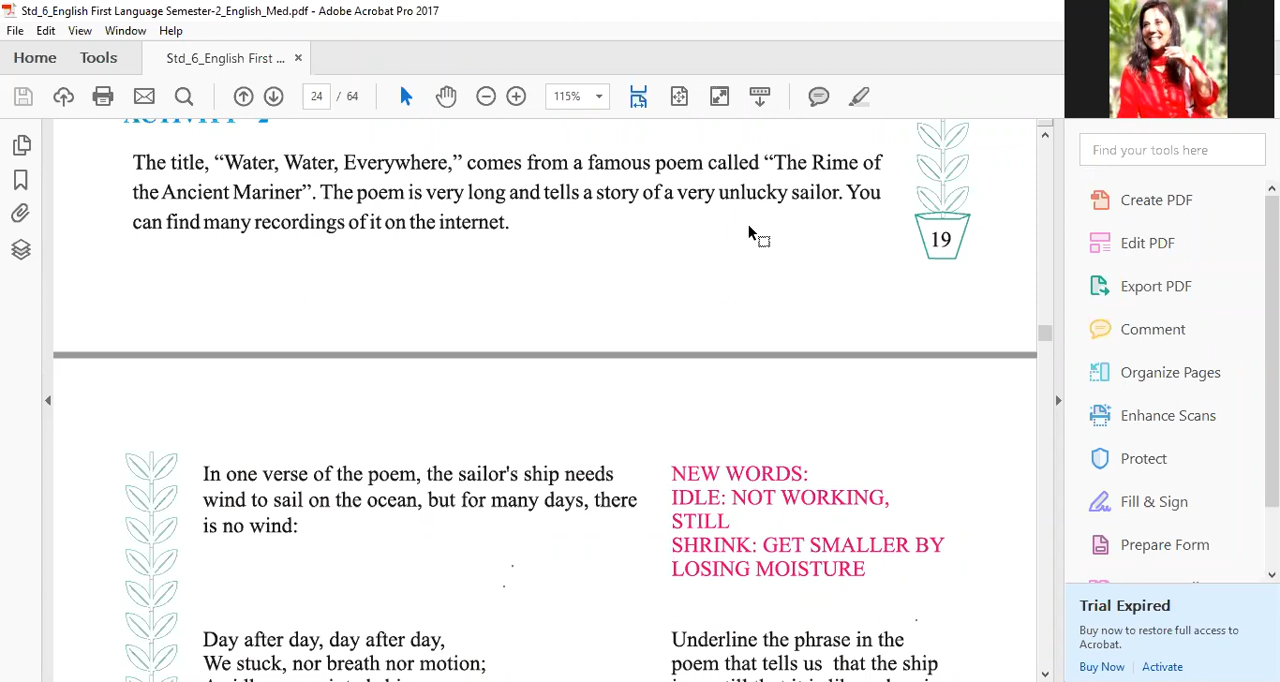 Std_6_English First Language Semester-2_English_Med.pdf - Adobe Acrobat Pro 2017
File Edit View Window Help
Home Tools Std_6_English First ... ×
24 / 64 115%
ACTIVITY - 2
The title, “Water, Water, Everywhere,” comes from a famous poem called “The Rime of
the Ancient Mariner”. The poem is very long and tells a story of a very unlucky sailor. You
can find many recordings of it on the internet.
19
In one verse of the poem, the sailor's ship needs
wind to sail on the ocean, but for many days, there
is no wind:
NEW WORDS:
IDLE: NOT WORKING,
STILL
SHRINK: GET SMALLER BY
LOSING MOISTURE
Day after day, day after day,
We stuck, nor breath nor motion;
Underline the phrase in the
poem that tells us that the ship
Find your tools here
Create PDF
Edit PDF
Export PDF
Comment
Organize Pages
Enhance Scans
Protect
Fill & Sign
Prepare Form
Trial Expired
Buy now to restore full access to
Acrobat.
Buy Now Activate